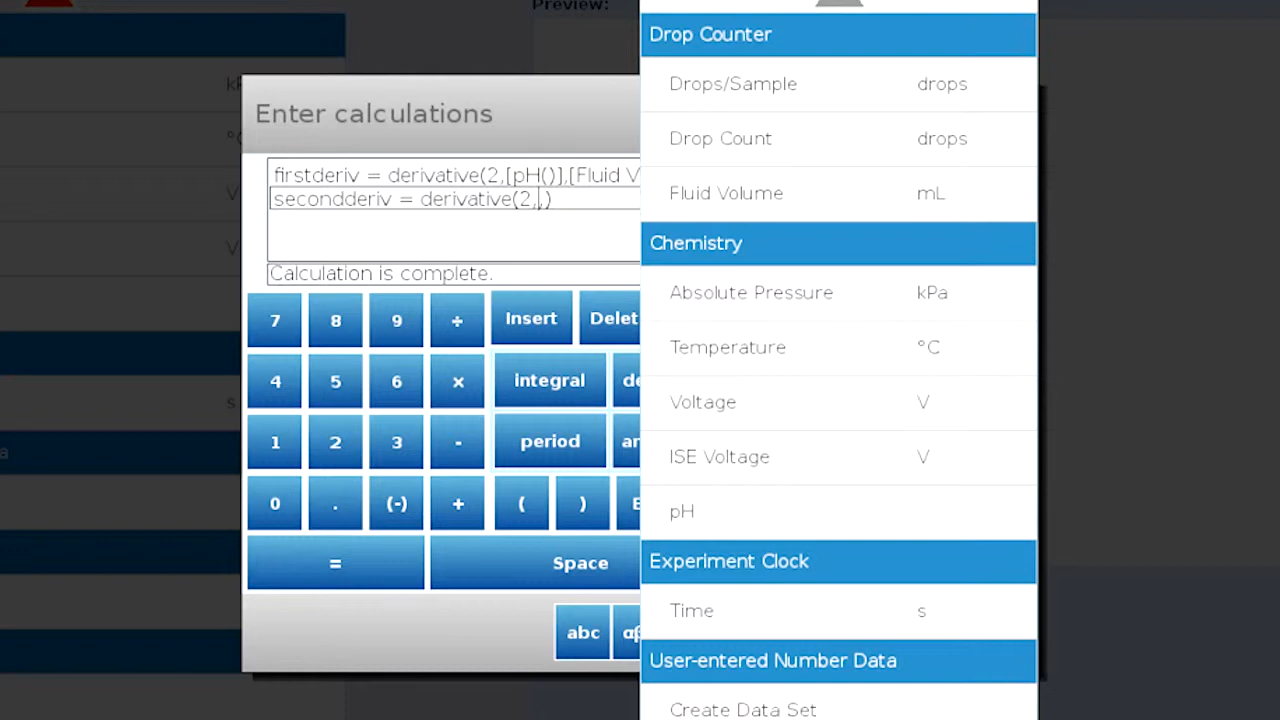 Preview:
Enter calculations
firstderiv = derivative(2,[pH()],[Fluid V
secondderiv = derivative(2,,)
Calculation is complete.
7 8 9 ÷ Insert Delet
4 5 6 x integral de
1 2 3 - period
0 . (-) + ( )
= Space
abc
Drop Counter
Drops/Sample drops
Drop Count drops
Fluid Volume mL
Chemistry
Absolute Pressure kPa
Temperature °C
Voltage V
ISE Voltage V
pH
Experiment Clock
Time s
User-entered Number Data
Create Data Set